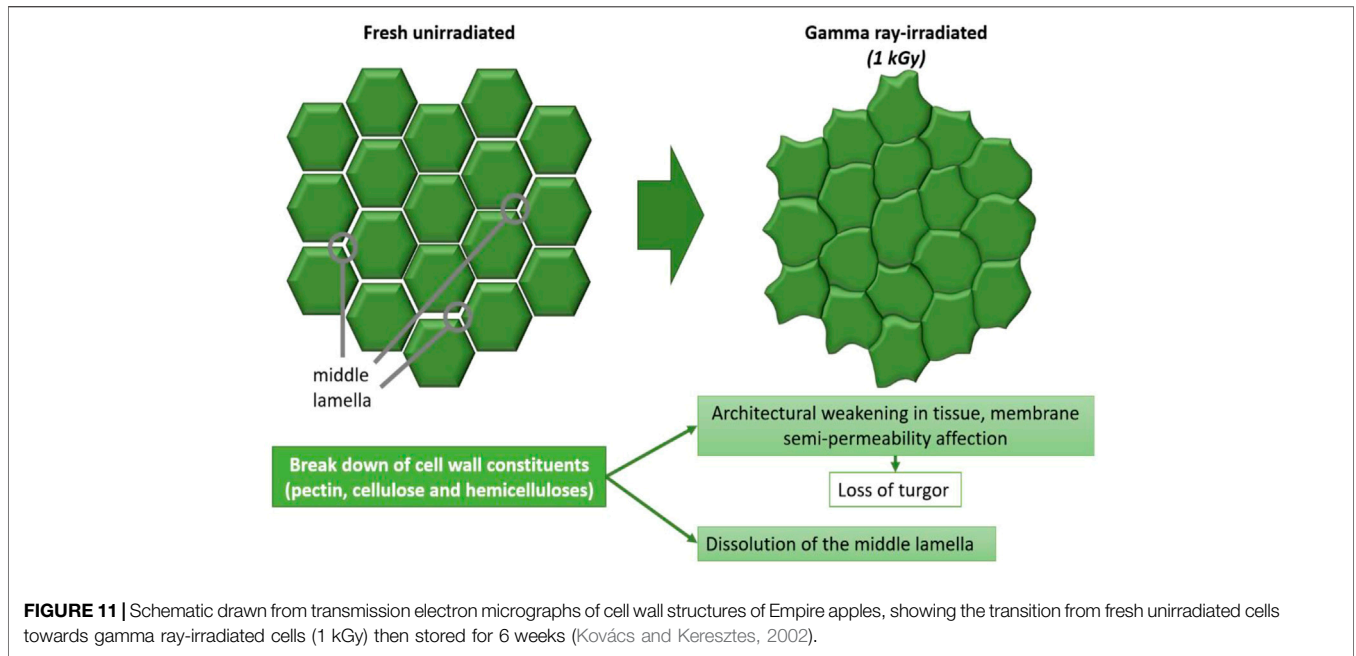 Fresh unirradiated
Gamma ray-irradiated
(1 kGy)
middle
lamella
Break down of cell wall constituents
(pectin, cellulose and hemicelluloses)
Architectural weakening in tissue, membrane
semi-permeability affection
Loss of turgor
Dissolution of the middle lamella
FIGURE 11 | Schematic drawn from transmission electron micrographs of cell wall structures of Empire apples, showing the transition from fresh unirradiated cells
towards gamma ray-irradiated cells (1 kGy) then stored for 6 weeks (Kovács and Keresztes, 2002).